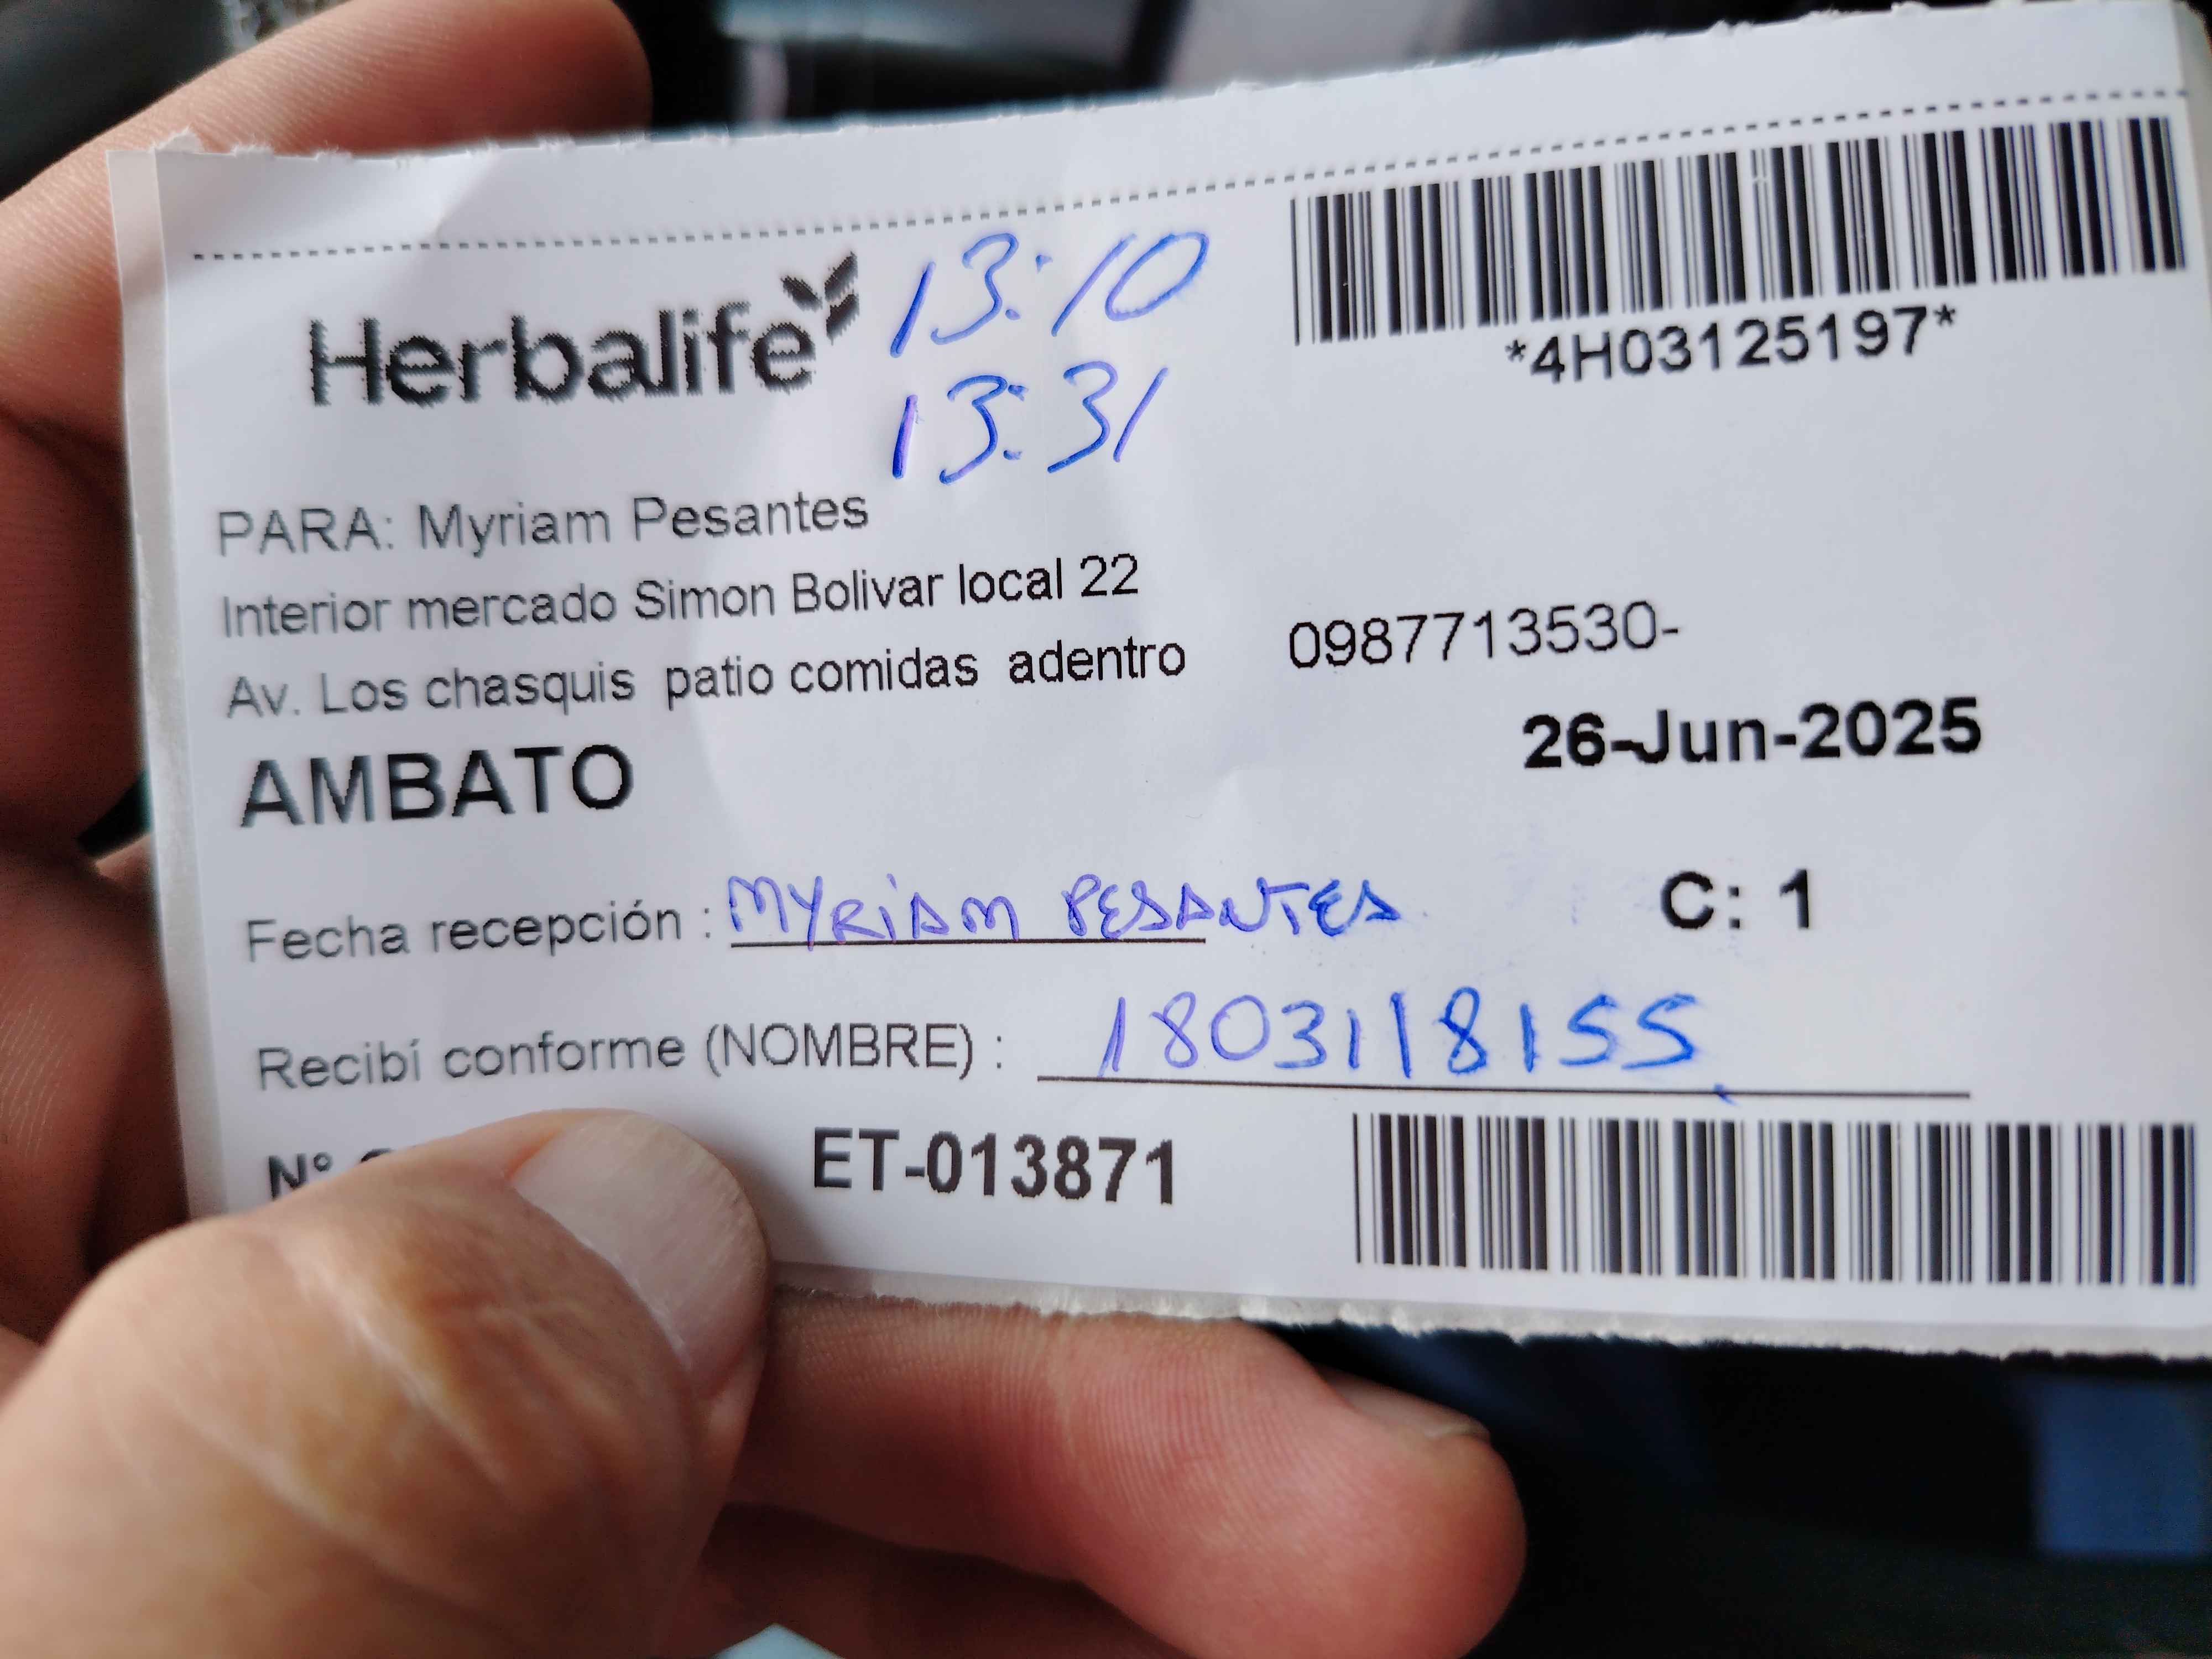 Herbalife 13:10
13:31
*4H03125197*
PARA: Myriam Pesantes
Interior mercado Simon Bolivar local 22
Av. Los chasquis patio comidas adentro 0987713530-
AMBATO 26-Jun-2025
Fecha recepción : MYRIAM PESANTES C: 1
Recibí conforme (NOMBRE) : 1803118155
N° ET-013871